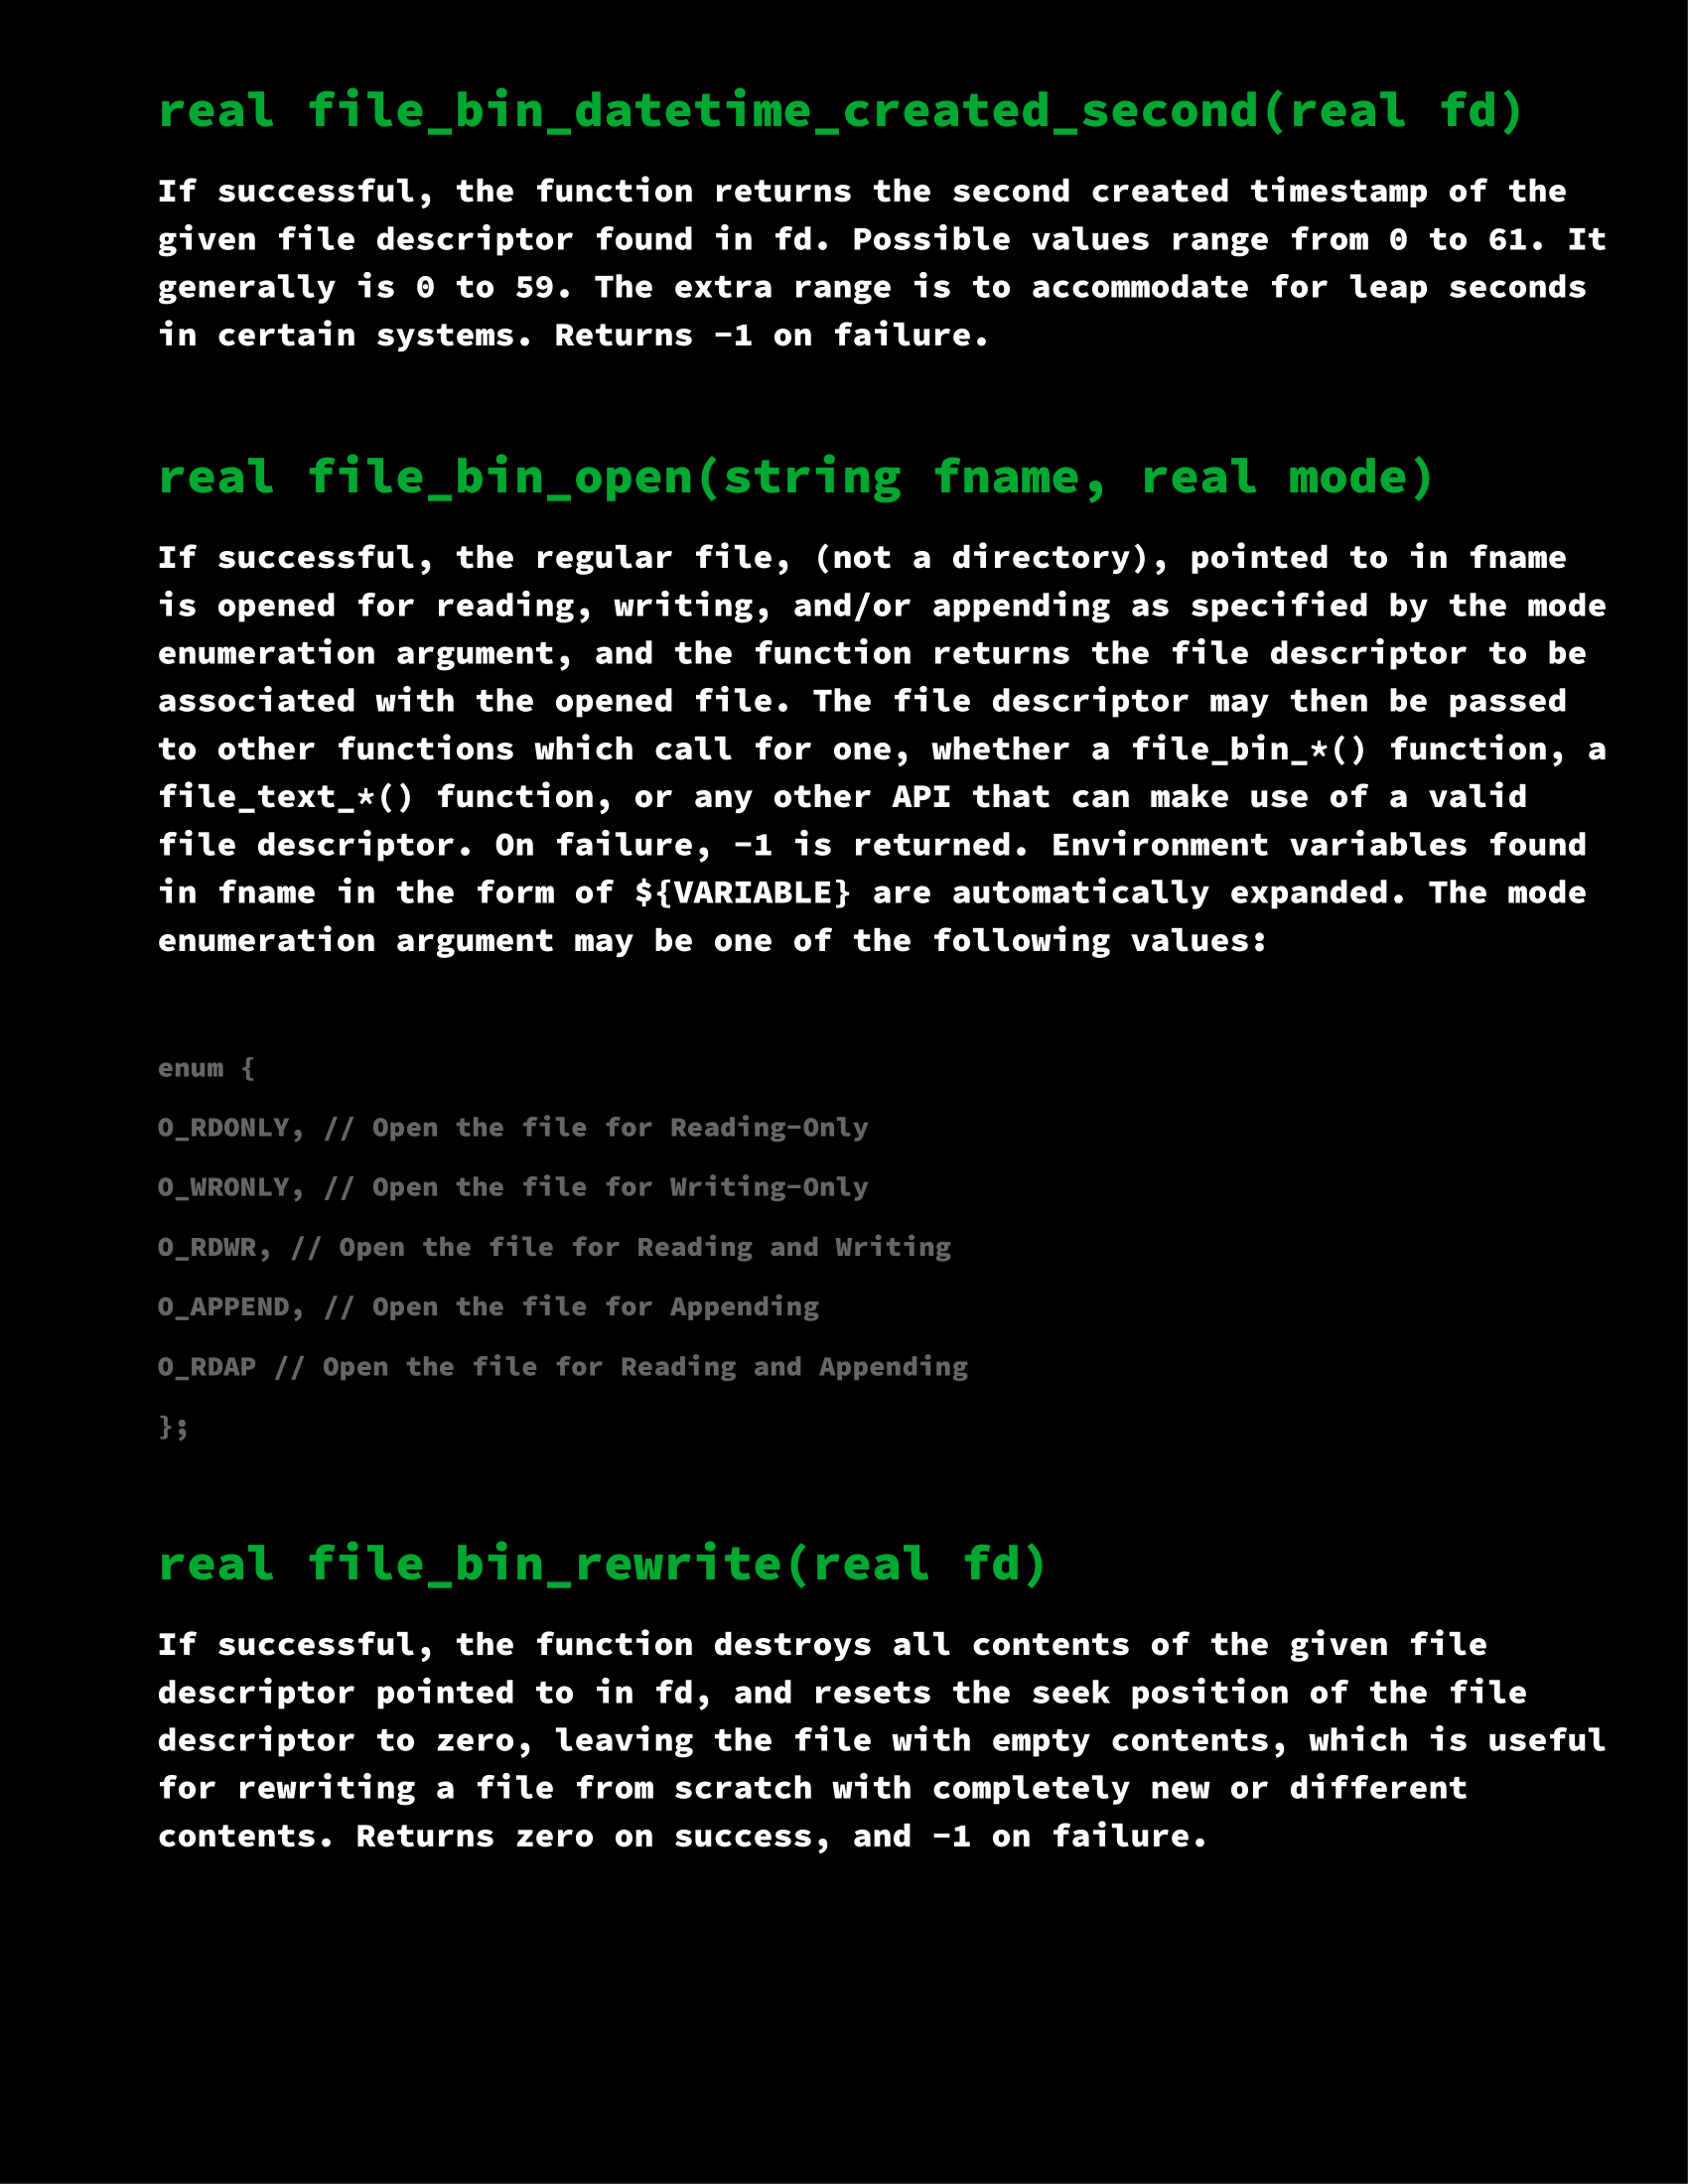 real file_bin_datetime_created_second(real fd)
If successful, the function returns the second created timestamp of the
given file descriptor found in fd. Possible values range from 0 to 61. It
generally is 0 to 59. The extra range is to accommodate for leap seconds
in certain systems. Returns -1 on failure.
real file_bin_open(string fname, real mode)
If successful, the regular file, (not a directory), pointed to in fname
is opened for reading, writing, and/or appending as specified by the mode
enumeration argument, and the function returns the file descriptor to be
associated with the opened file. The file descriptor may then be passed
to other functions which call for one, whether a file_bin_*() function, a
file_text_*() function, or any other API that can make use of a valid
file descriptor. On failure, -1 is returned. Environment variables found
in fname in the form of ${VARIABLE} are automatically expanded. The mode
enumeration argument may be one of the following values:
enum {
O_RDONLY, // Open the file for Reading-Only
O_WRONLY, // Open the file for Writing-Only
O_RDWR, // Open the file for Reading and Writing
O_APPEND, // Open the file for Appending
O_RDAP // Open the file for Reading and Appending
};
real file_bin_rewrite(real fd)
If successful, the function destroys all contents of the given file
descriptor pointed to in fd, and resets the seek position of the file
descriptor to zero, leaving the file with empty contents, which is useful
for rewriting a file from scratch with completely new or different
contents. Returns zero on success, and -1 on failure.